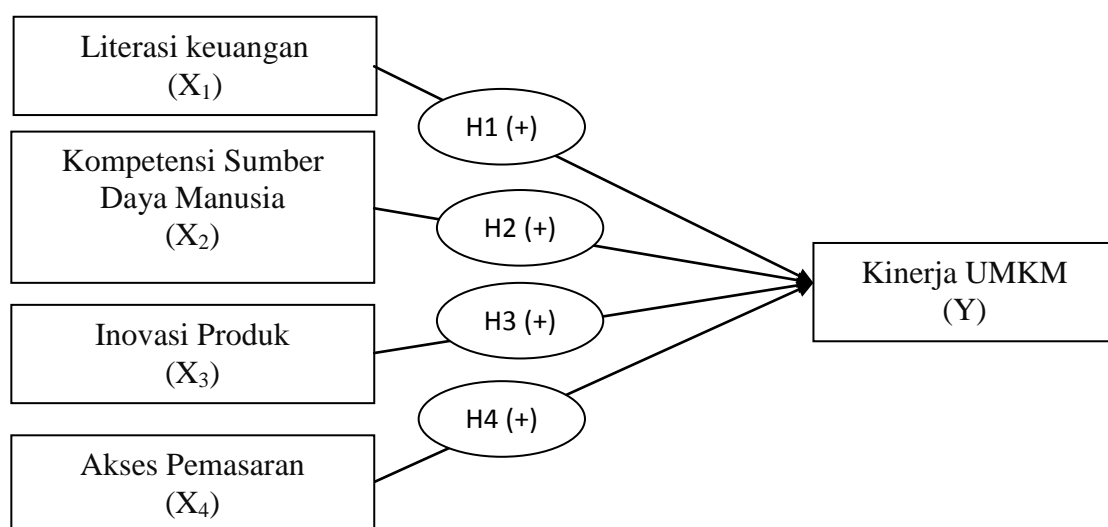 Literasi keuangan
(X₁)
H1 (+)
Kompetensi Sumber
Daya Manusia
(X₂)
H2 (+)
Kinerja UMKM
(Y)
Inovasi Produk
(X₃)
H3 (+)
H4 (+)
Akses Pemasaran
(X₄)